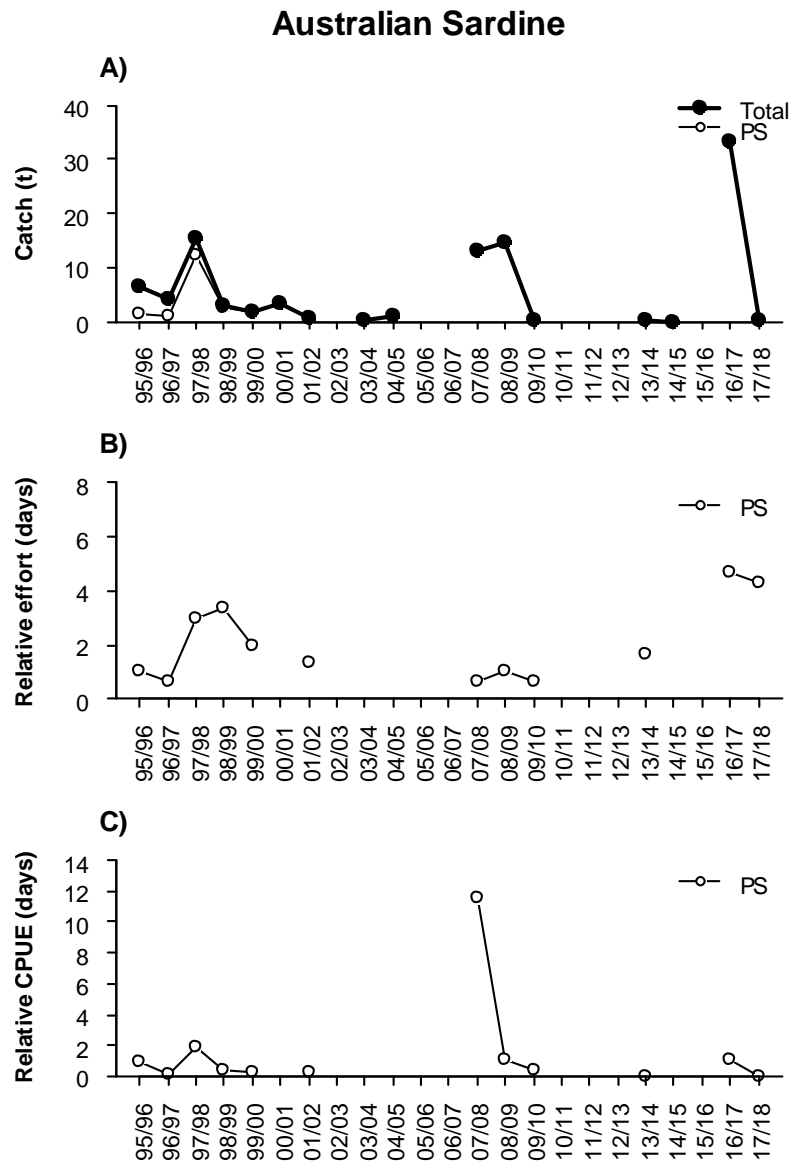 Australian Sardine
A)
Catch (t)
40
30
20
10
0
Total
PS
95/96 96/97 97/98 98/99 99/00 00/01 01/02 02/03 03/04 04/05 05/06 06/07 07/08 08/09 09/10 10/11 11/12 12/13 13/14 14/15 15/16 16/17 17/18
B)
Relative effort (days)
8
6
4
2
0
PS
95/96 96/97 97/98 98/99 99/00 00/01 01/02 02/03 03/04 04/05 05/06 06/07 07/08 08/09 09/10 10/11 11/12 12/13 13/14 14/15 15/16 16/17 17/18
C)
Relative CPUE (days)
14
12
10
8
6
4
2
0
PS
95/96 96/97 97/98 98/99 99/00 00/01 01/02 02/03 03/04 04/05 05/06 06/07 07/08 08/09 09/10 10/11 11/12 12/13 13/14 14/15 15/16 16/17 17/18